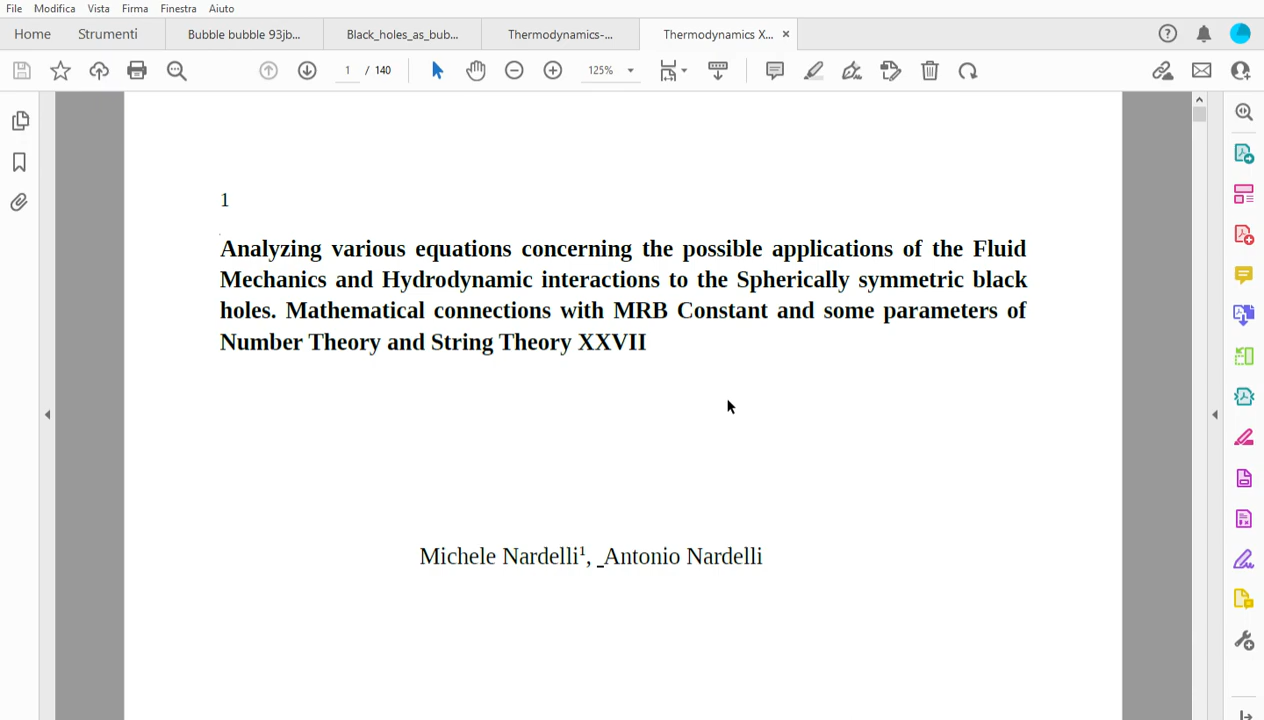 File Modifica Vista Firma Finestra Aiuto
Home Strumenti Bubble bubble 93jb... Black_holes_as_bub... Thermodynamics-... Thermodynamics X... ×
1 / 140 125%
1
Analyzing various equations concerning the possible applications of the Fluid
Mechanics and Hydrodynamic interactions to the Spherically symmetric black
holes. Mathematical connections with MRB Constant and some parameters of
Number Theory and String Theory XXVII
Michele Nardelli¹, _Antonio Nardelli